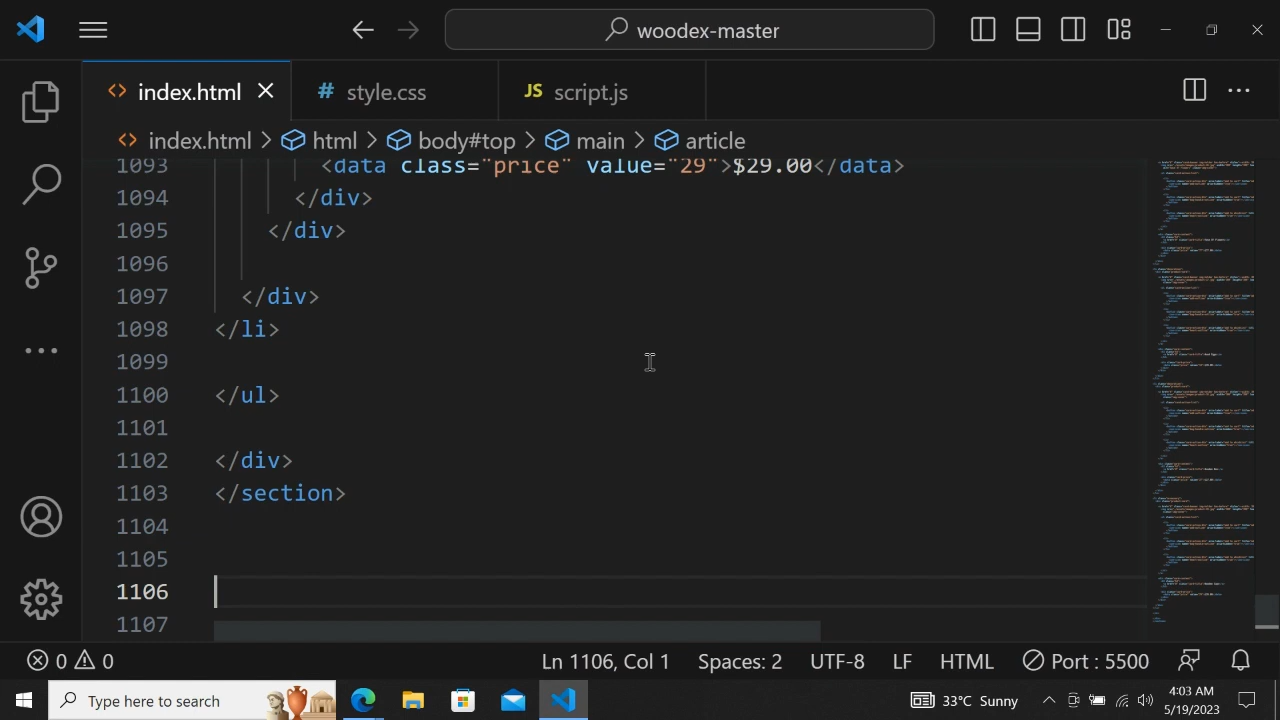 woodex-master
index.html
# style.css
JS script.js
index.html > html > body#top > main > article
1093 <data class="price" value="29">$29.00</data>
1094 </div>
1095 </div>
1096
1097 </div>
1098 </li>
1099
1100 </ul>
1101
1102 </div>
1103 </section>
1104
1105
1106
1107
0 0 Ln 1106, Col 1 Spaces: 2 UTF-8 LF HTML Port : 5500
Type here to search
33°C Sunny
4:03 AM
5/19/2023